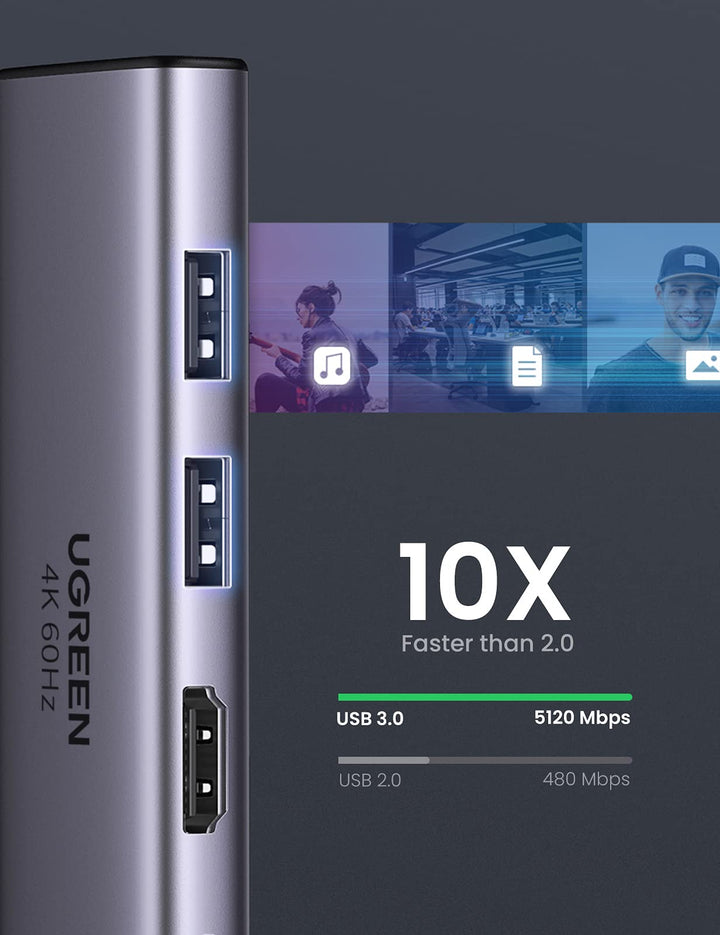 UGREEN
4K 60Hz
10X
Faster than 2.0
USB 3.0 5120 Mbps
USB 2.0 480 Mbps